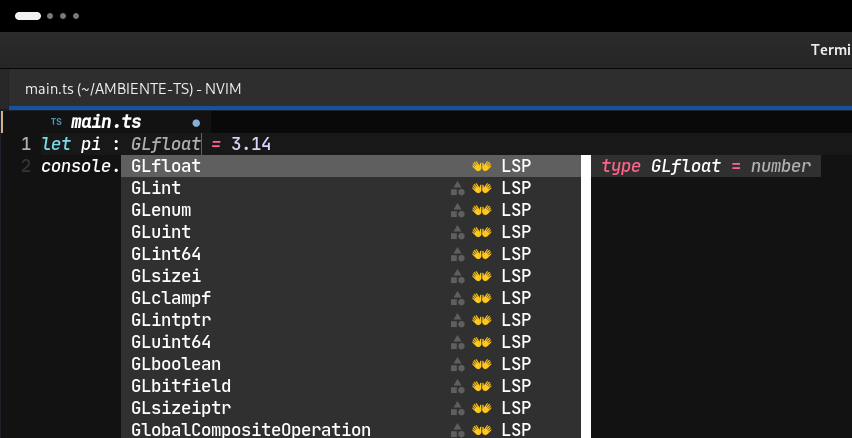 Termi
main.ts (~/AMBIENTE-TS) - NVIM
TS main.ts
1 let pi : GLfloat = 3.14
2 console.
GLfloat LSP type GLfloat = number
GLint LSP
GLenum LSP
GLuint LSP
GLint64 LSP
GLsizei LSP
GLclampf LSP
GLintptr LSP
GLuint64 LSP
GLboolean LSP
GLbitfield LSP
GLsizeiptr LSP
GlobalCompositeOperation LSP